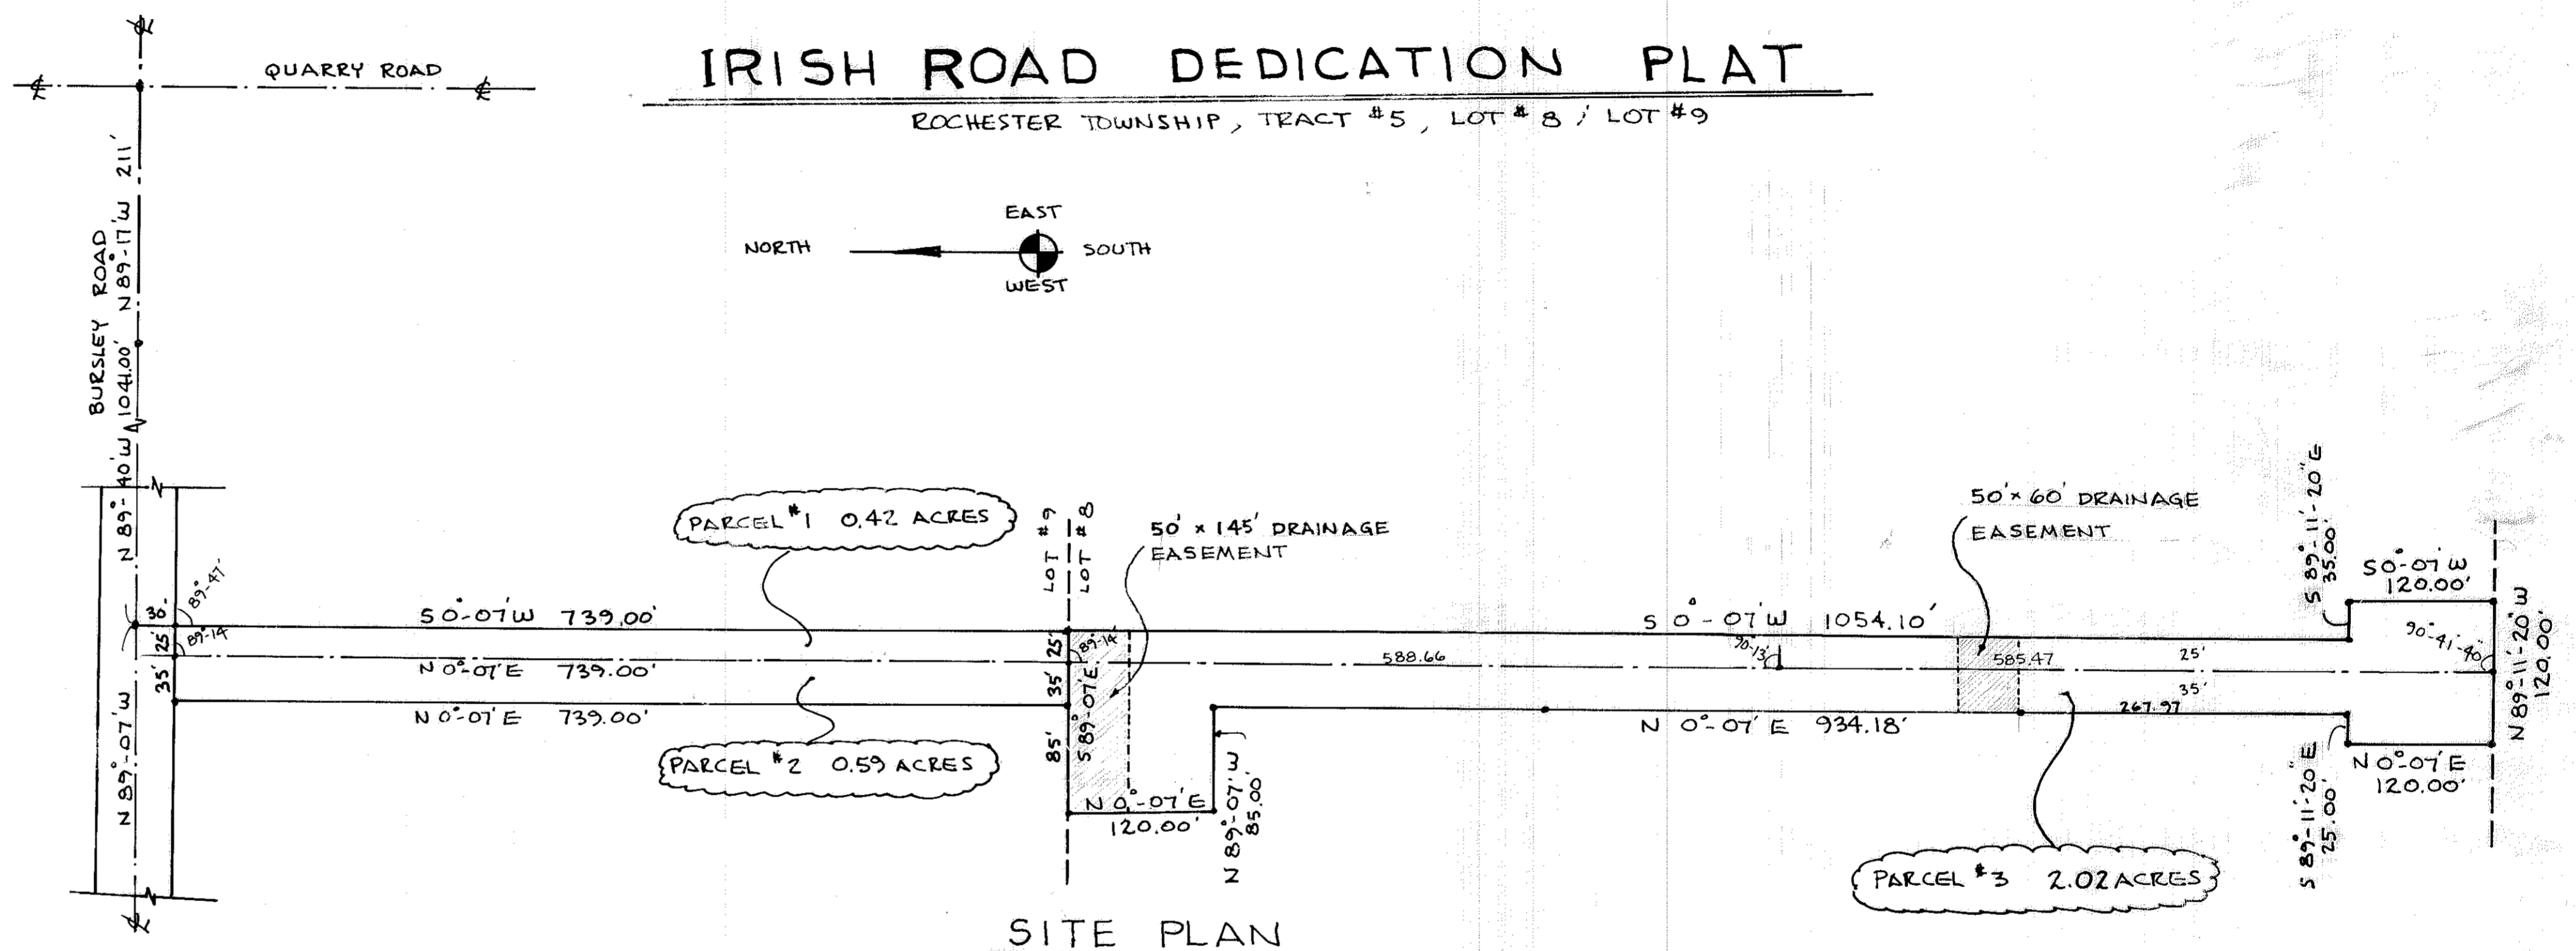 IRISH ROAD DEDICATION PLAT
ROCHESTER TOWNSHIP, TRACT #5, LOT #8 ; LOT #9
QUARRY ROAD
BURSLEY ROAD
N 89°-17' W 211'
N 89°-40' W 1041.00'
N 89°-07' W
EAST
NORTH
SOUTH
WEST
PARCEL #1 0.42 ACRES
LOT #9
LOT #8
50' × 145' DRAINAGE
EASEMENT
50' × 60' DRAINAGE
EASEMENT
S 89°-11'-20" E
35.00'
S 0°-07' W
120.00'
30'
89°-47'
25'
89°-14'
35'
S 0°-07' W 739.00'
N 0°-07' E 739.00'
N 0°-07' E 739.00'
25'
89°-14'
35'
85'
S 89°-07' E
588.66
S 0°-07' W 1054.10'
90°-13'
585.47
25'
35'
267.97
90°-41'-40"
N 89°-11'-20" W
120.00'
N 0°-07' E 934.18'
PARCEL #2 0.59 ACRES
N 0°-07' E
120.00'
N 89°-07' W
85.00'
S 89°-11'-20" E
25.00'
N 0°-07' E
120.00'
PARCEL #3 2.02 ACRES
SITE PLAN